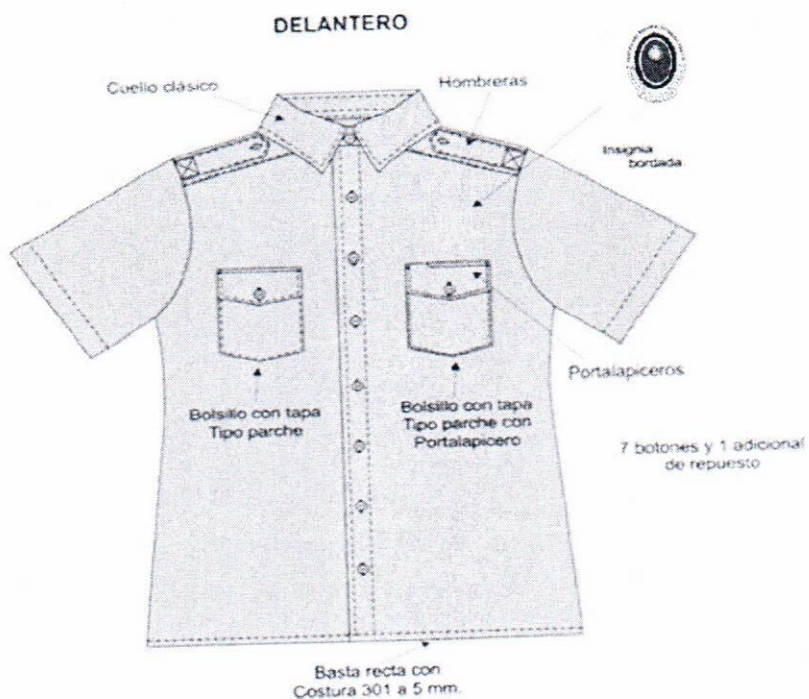 DELANTERO
Cuello clásico
Hombreras
Insignia
bordada
Portalapiceros
Bolsillo con tapa
Tipo parche
Bolsillo con tapa
Tipo parche con
Portalapicero
7 botones y 1 adicional
de repuesto
Basta recta con
Costura 301 a 5 mm.